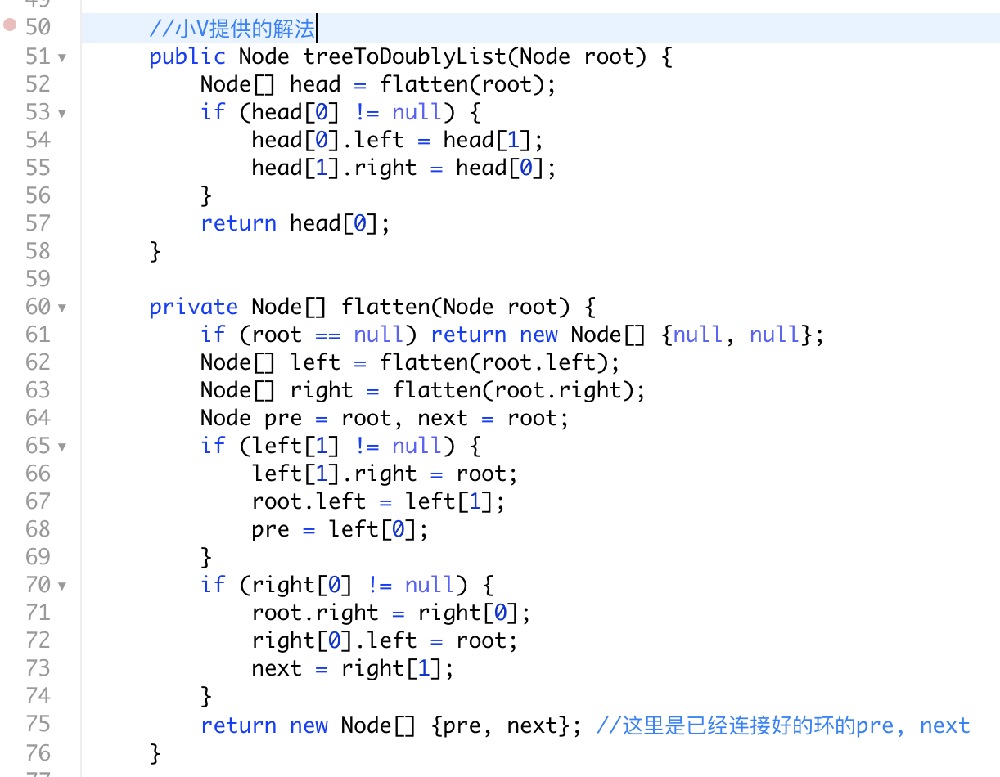 49
50 //小V提供的解法
51 public Node treeToDoublyList(Node root) {
52 Node[] head = flatten(root);
53 if (head[0] != null) {
54 head[0].left = head[1];
55 head[1].right = head[0];
56 }
57 return head[0];
58 }
59
60 private Node[] flatten(Node root) {
61 if (root == null) return new Node[] {null, null};
62 Node[] left = flatten(root.left);
63 Node[] right = flatten(root.right);
64 Node pre = root, next = root;
65 if (left[1] != null) {
66 left[1].right = root;
67 root.left = left[1];
68 pre = left[0];
69 }
70 if (right[0] != null) {
71 root.right = right[0];
72 right[0].left = root;
73 next = right[1];
74 }
75 return new Node[] {pre, next}; //这里是已经连接好的环的pre, next
76 }
77